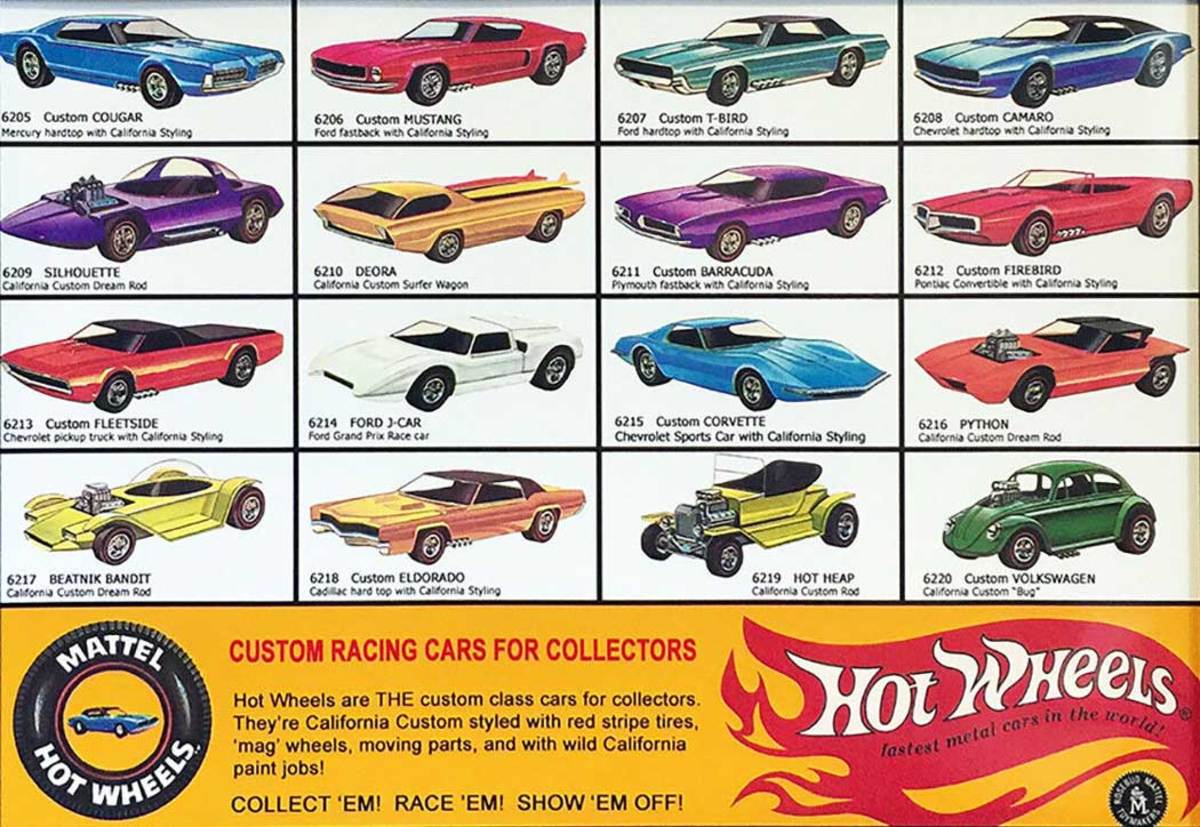 6205 Custom COUGAR
Mercury hardtop with California Styling
6206 Custom MUSTANG
Ford fastback with California Styling
6207 Custom T-BIRD
Ford hardtop with California Styling
6208 Custom CAMARO
Chevrolet hardtop with California Styling
6209 SILHOUETTE
California Custom Dream Rod
6210 DEORA
California Custom Surfer Wagon
6211 Custom BARRACUDA
Plymouth fastback with California Styling
6212 Custom FIREBIRD
Pontiac Convertible with California Styling
6213 Custom FLEETSIDE
Chevrolet pickup truck with California Styling
6214 FORD J-CAR
Ford Grand Prix Race car
6215 Custom CORVETTE
Chevrolet Sports Car with California Styling
6216 PYTHON
California Custom Dream Rod
6217 BEATNIK BANDIT
California Custom Dream Rod
6218 Custom ELDORADO
Cadillac hard top with California Styling
6219 HOT HEAP
California Custom Rod
6220 Custom VOLKSWAGEN
California Custom "Bug"
MATTEL
HOT WHEELS
CUSTOM RACING CARS FOR COLLECTORS
Hot Wheels are THE custom class cars for collectors.
They're California Custom styled with red stripe tires,
'mag' wheels, moving parts, and with wild California
paint jobs!
COLLECT 'EM! RACE 'EM! SHOW 'EM OFF!
Hot Wheels®
fastest metal cars in the world!
ROSEBUD MATTEL
M
TOYMAKERS